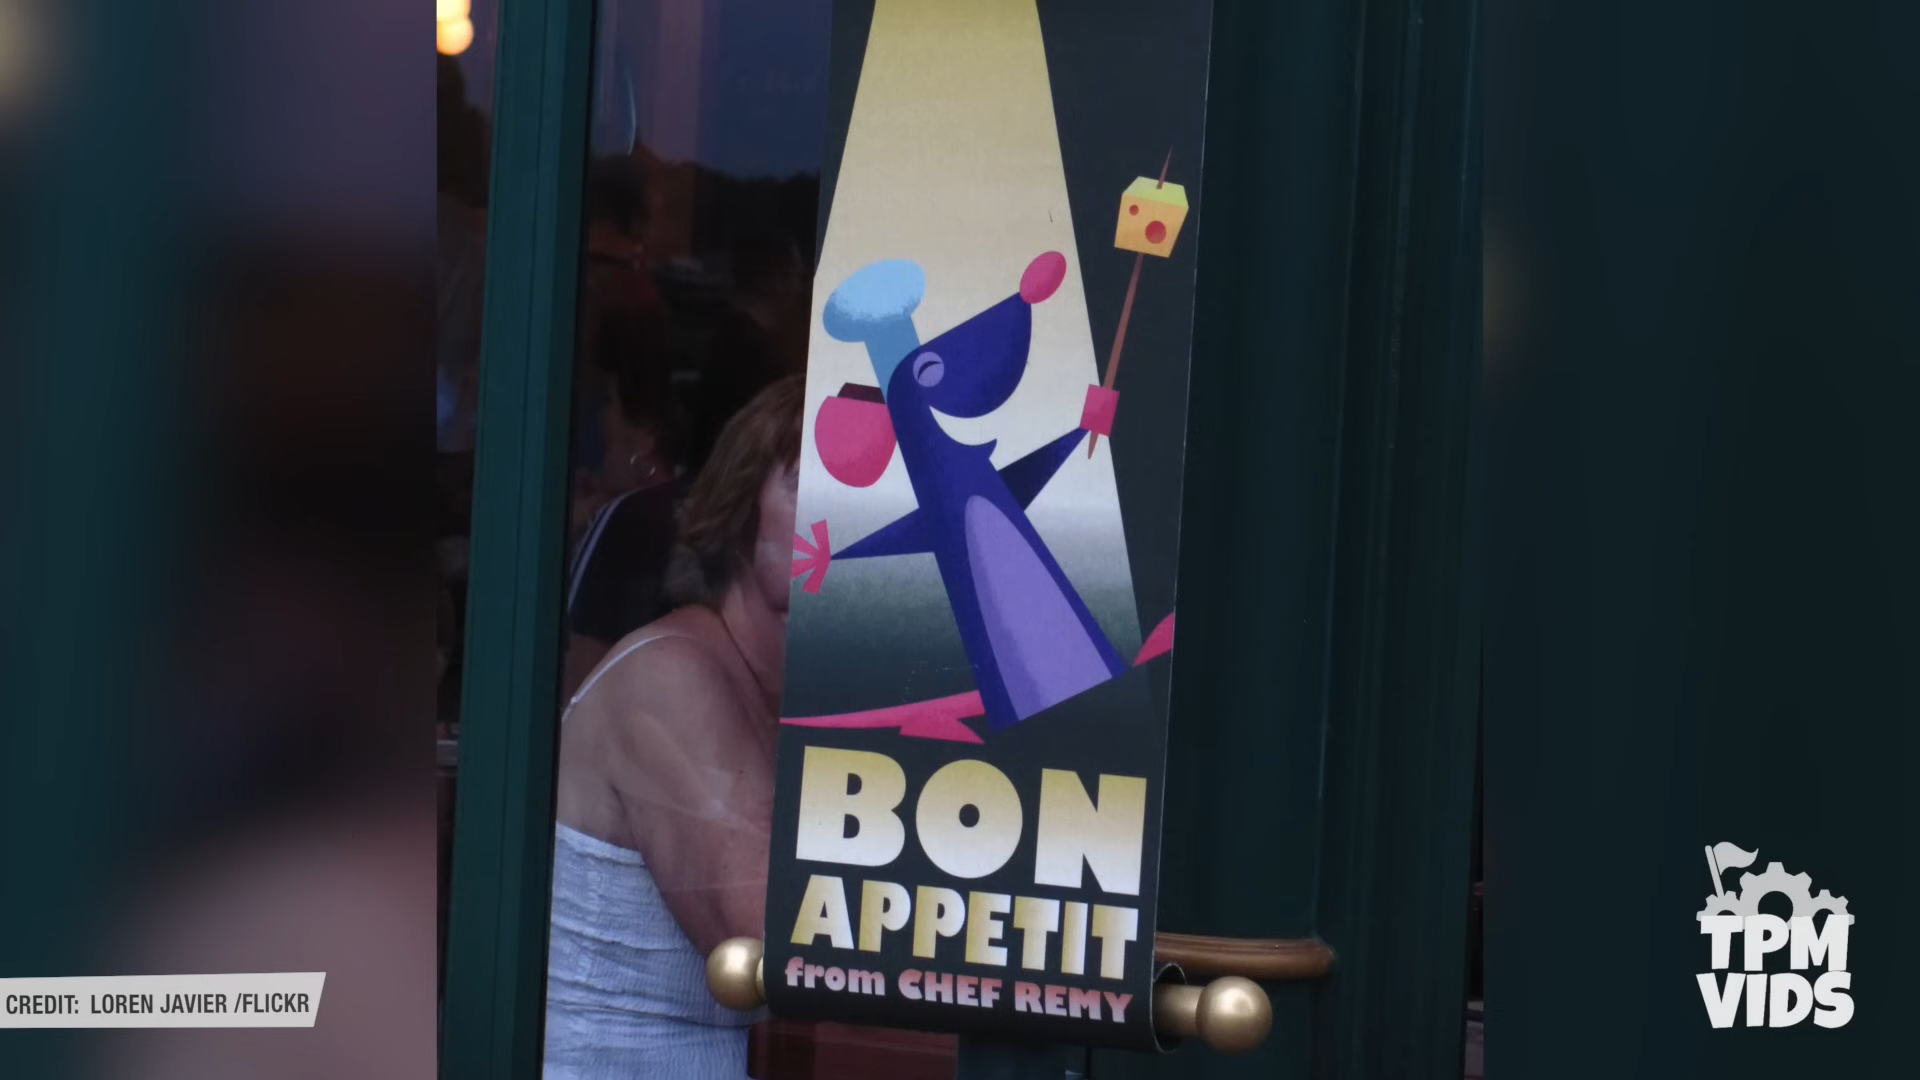 BON
APPETIT
from CHEF REMY
CREDIT: LOREN JAVIER /FLICKR
TPM
VIDS